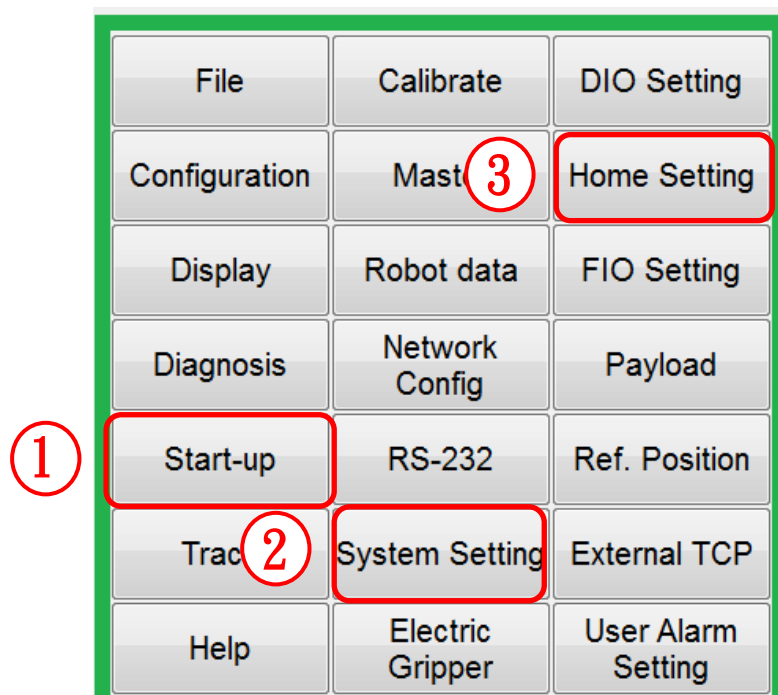 File Calibrate DIO Setting
Configuration Mast ③ Home Setting
Display Robot data FIO Setting
Diagnosis Network Config Payload
① Start-up RS-232 Ref. Position
Trac ② System Setting External TCP
Help Electric Gripper User Alarm Setting